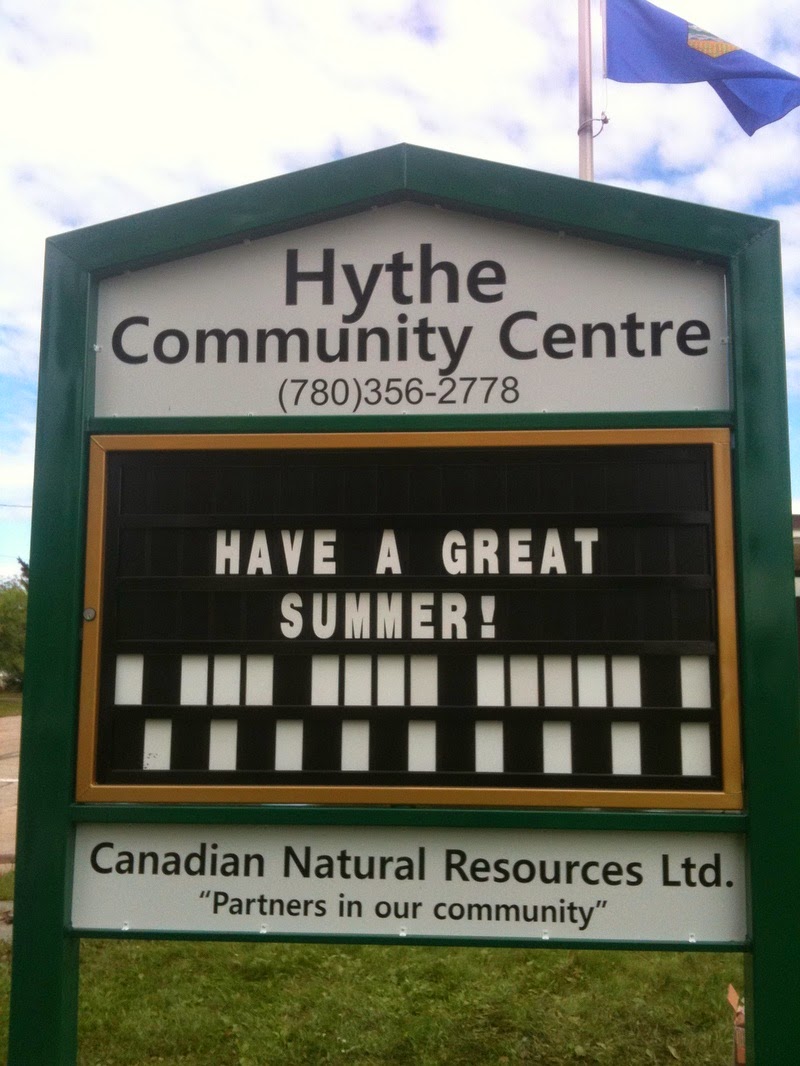 Hythe
Community Centre
(780)356-2778
HAVE A GREAT
SUMMER!
Canadian Natural Resources Ltd.
“Partners in our community”